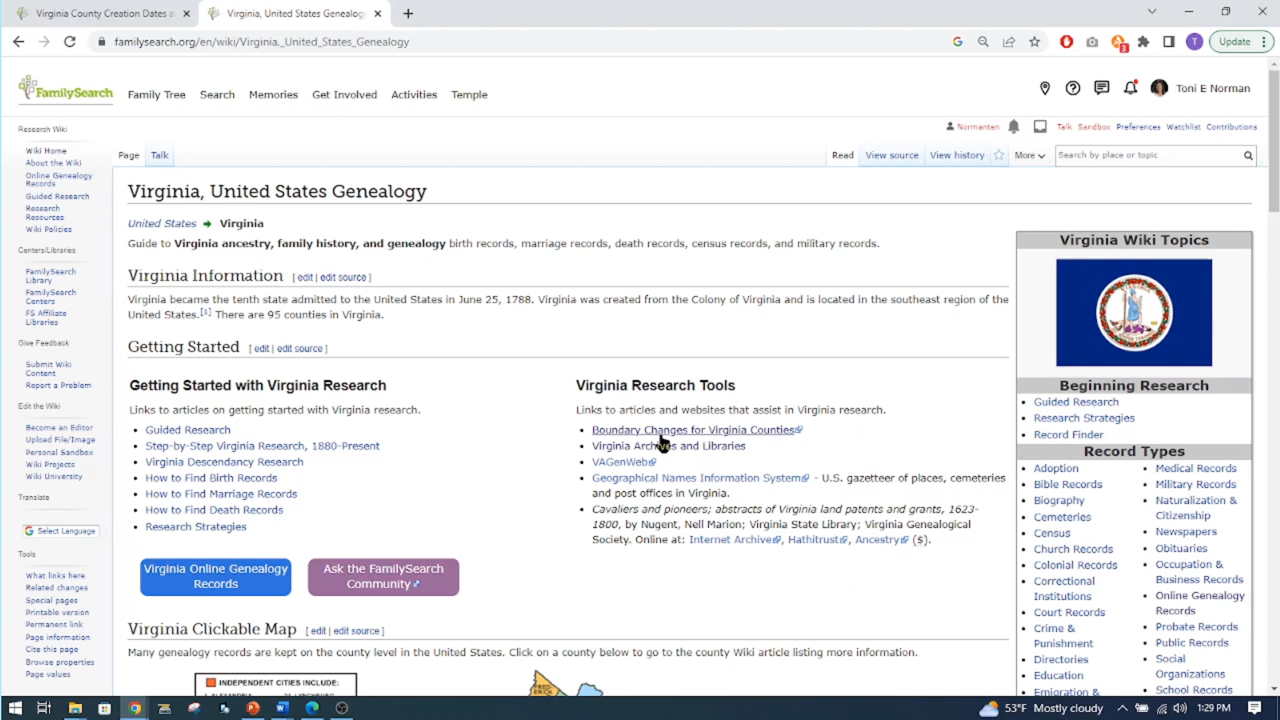 Virginia County Creation Dates a
Virginia, United States Genealogy
familysearch.org/en/wiki/Virginia,_United_States_Genealogy
3
T
Update
FamilySearch
Family Tree
Search
Memories
Get Involved
Activities
Temple
Toni E Norman
Normanten
Talk
Sandbox
Preferences
Watchlist
Contributions
Research Wiki
Wiki Home
About the Wiki
Online Genealogy
Records
Guided Research
Research
Resources
Wiki Policies
Centers/Libraries
FamilySearch
Library
FamilySearch
Centers
FS Affiliate
Libraries
Give Feedback
Submit Wiki
Content
Report a Problem
Edit the Wiki
Become an Editor
Upload File/Image
Personal Sandbox
Wiki Projects
Wiki University
Translate
Select Language
Tools
What links here
Related changes
Special pages
Printable version
Permanent link
Page information
Cite this page
Browse properties
Page values
Page
Talk
Read
View source
View history
More
Search by place or topic
Virginia, United States Genealogy
United States → Virginia
Guide to Virginia ancestry, family history, and genealogy birth records, marriage records, death records, census records, and military records.
Virginia Information [ edit | edit source ]
Virginia became the tenth state admitted to the United States in June 25, 1788. Virginia was created from the Colony of Virginia and is located in the southeast region of the
United States.[1] There are 95 counties in Virginia.
Getting Started [ edit | edit source ]
Getting Started with Virginia Research
Links to articles on getting started with Virginia research.
Guided Research
Step-by-Step Virginia Research, 1880-Present
Virginia Descendancy Research
How to Find Birth Records
How to Find Marriage Records
How to Find Death Records
Research Strategies
Virginia Research Tools
Links to articles and websites that assist in Virginia research.
Boundary Changes for Virginia Counties
Virginia Archives and Libraries
VAGenWeb
Geographical Names Information System - U.S. gazetteer of places, cemeteries
and post offices in Virginia.
Cavaliers and pioneers; abstracts of Virginia land patents and grants, 1623-
1800, by Nugent, Nell Marion; Virginia State Library; Virginia Genealogical
Society. Online at: Internet Archive, Hathitrust, Ancestry ($).
Virginia Online Genealogy
Records
Ask the FamilySearch
Community
Virginia Clickable Map [ edit | edit source ]
Many genealogy records are kept on the county level in the United States. Click on a county below to go to the county Wiki article listing more information.
INDEPENDENT CITIES INCLUDE:
FRED
ERICK
Virginia Wiki Topics
Beginning Research
Guided Research
Research Strategies
Record Finder
Record Types
Adoption
Bible Records
Biography
Cemeteries
Census
Church Records
Colonial Records
Correctional
Institutions
Court Records
Crime &
Punishment
Directories
Education
Emigration &
Medical Records
Military Records
Naturalization &
Citizenship
Newspapers
Obituaries
Occupation &
Business Records
Online Genealogy
Records
Probate Records
Public Records
Social
Organizations
School Records
53°F Mostly cloudy
1:29 PM